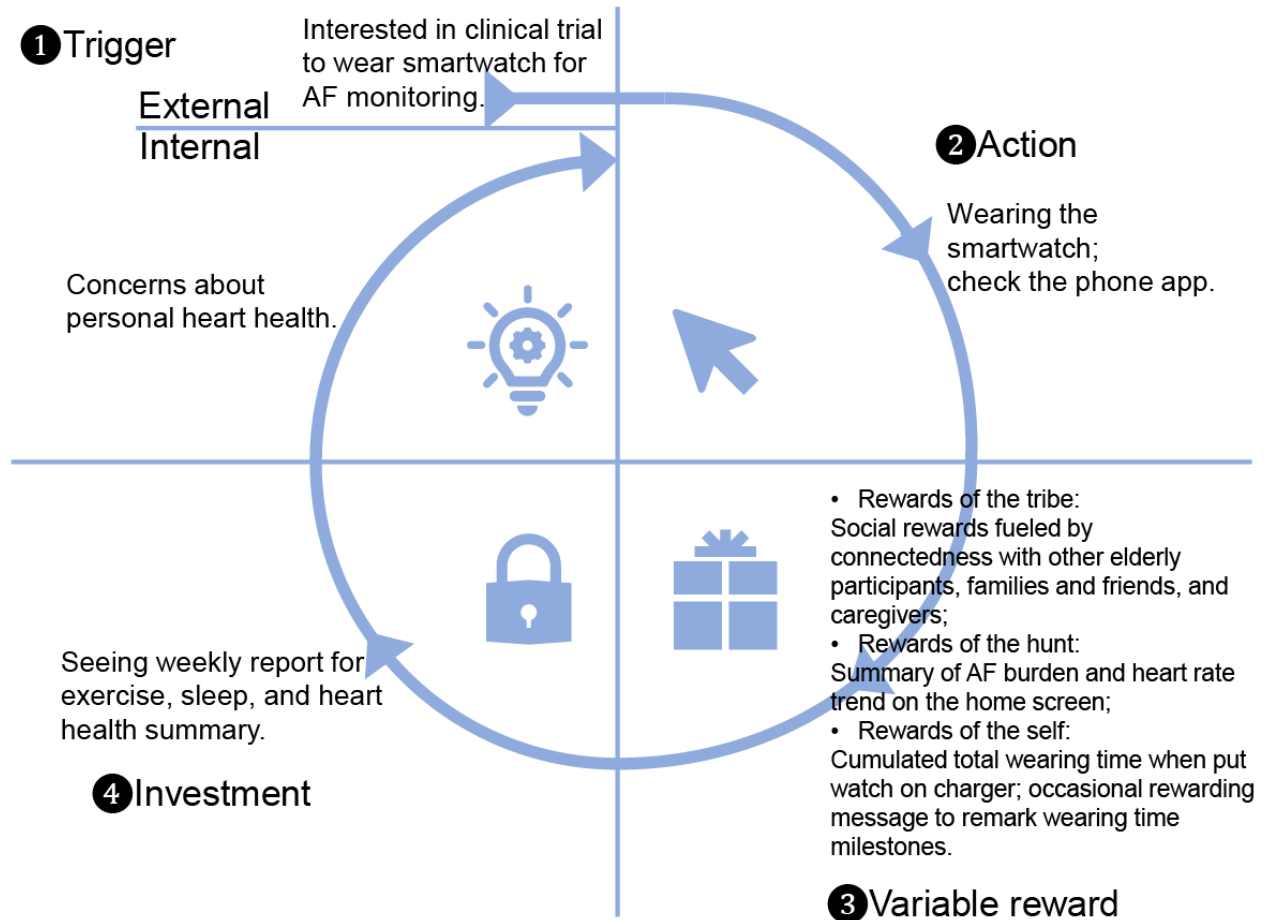 ❶Trigger
Interested in clinical trial
to wear smartwatch for
AF monitoring.
External
Internal
Concerns about
personal heart health.
❷Action
Wearing the
smartwatch;
check the phone app.
• Rewards of the tribe:
Social rewards fueled by
connectedness with other elderly
participants, families and friends, and
caregivers;
• Rewards of the hunt:
Summary of AF burden and heart rate
trend on the home screen;
• Rewards of the self:
Cumulated total wearing time when put
watch on charger; occasional rewarding
message to remark wearing time
milestones.
❸Variable reward
Seeing weekly report for
exercise, sleep, and heart
health summary.
❹Investment